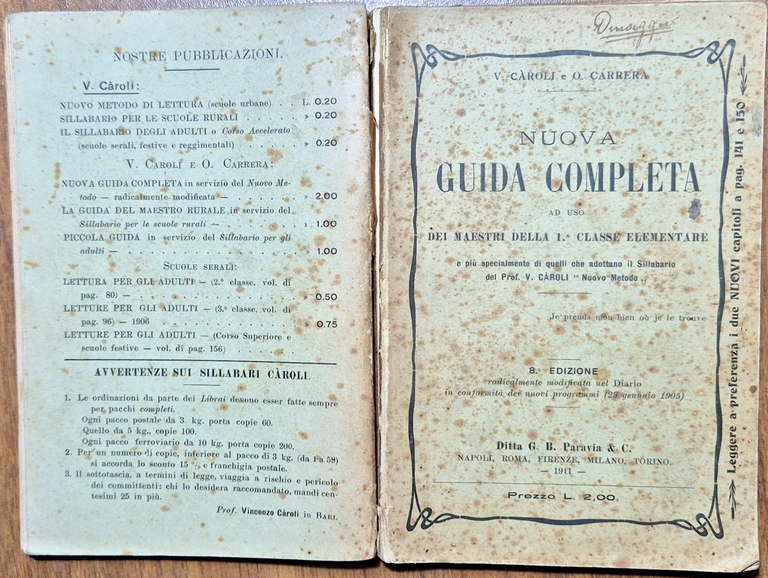 NOSTRE PUBBLICAZIONI.
V. Càroli:
NUOVO METODO DI LETTURA (scuole urbane) . . L. 0.20
SILLABARIO PER LE SCUOLE RURALI . . » 0.20
IL SILLABARIO DEGLI ADULTI o Corso Accelerato
(scuole serali, festive e reggimentali) . . » 0.20
V. CAROLI E O. CARRERA:
NUOVA GUIDA COMPLETA in servizio del Nuovo Me-
todo — radicalmente modificata — . . » 2,00
LA GUIDA DEL MAESTRO RURALE in servizio del
Sillabario per le scuole rurali — . . » 1.00
PICCOLA GUIDA in servizio del Sillabario per gli
adulti — . . . 1.00
SCUOLE SERALI:
LETTURA PER GLI ADULTI — (2.ª classe, vol. di
pag. 80) — . . . » 0.50
LETTURE PER GLI ADULTI — (3.ª classe, vol. di
pag. 96) — 1906 . . » 0.75
LETTURE PER GLI ADULTI — (Corso Superiore e
scuole festive — vol. di pag. 156) — .
AVVERTENZE SUI SILLABARI CÀROLI.
1. Le ordinazioni da parte dei Librai devono esser fatte sempre
per pacchi completi.
Ogni pacco postale da 3 kg. porta copie 60.
Quello da 5 kg., copie 100.
Ogni pacco ferroviario da 10 kg. porta copie 200.
2. Per un numero di copie, inferiore al pacco di 3 kg. (da 1 a 59)
si accorda lo sconto 15 % e franchigia postale.
3. Il sottofascia, a termini di legge, viaggia a rischio e pericolo
dei committenti: chi lo desidera raccomandato, mandi cen-
tesimi 25 in più.
Prof. Vincenzo Càroli in BARI.
V. CÀROLI e O. CARRERA
NUOVA
GUIDA COMPLETA
AD USO
DEI MAESTRI DELLA 1.ª CLASSE ELEMENTARE
e più specialmente di quelli che adottano il Sillabario
del Prof. V. CÀROLI “ Nuovo Metodo „.
Je prends mon bien où je le trouve
8.ª EDIZIONE
radicalmente modificata nel Diario
in conformità dei nuovi programmi (29 gennaio 1905)
Ditta G. B. Paravia & C.
NAPOLI, ROMA, FIRENZE, MILANO, TORINO.
— 1911 —
Prezzo L. 2,00.
Leggere a preferenza i due NUOVI capitoli a pag. 141 e 150